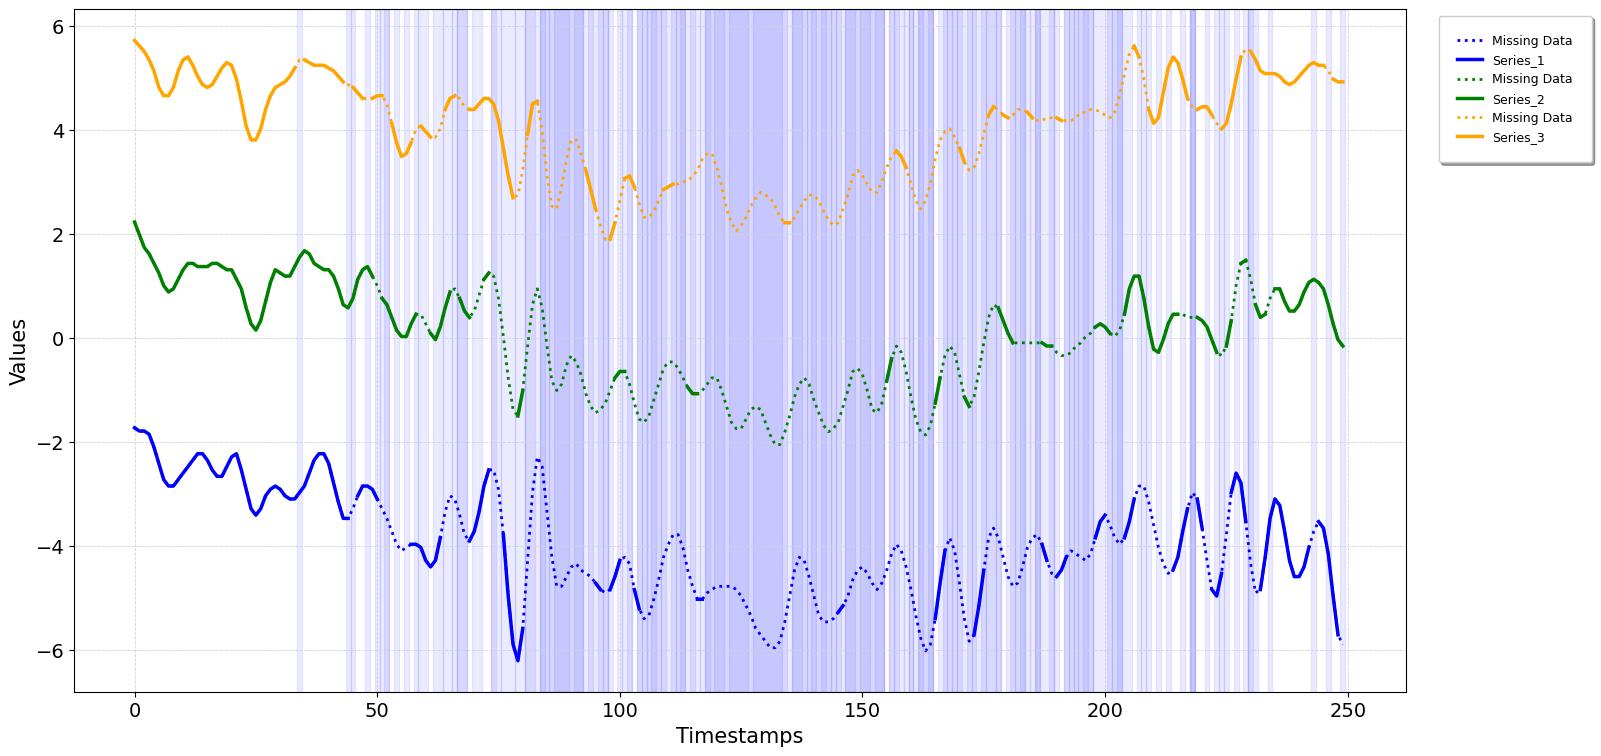 6
4
2
0
−2
−4
−6
Values
0
50
100
150
200
250
Timestamps
Missing Data
Series_1
Missing Data
Series_2
Missing Data
Series_3